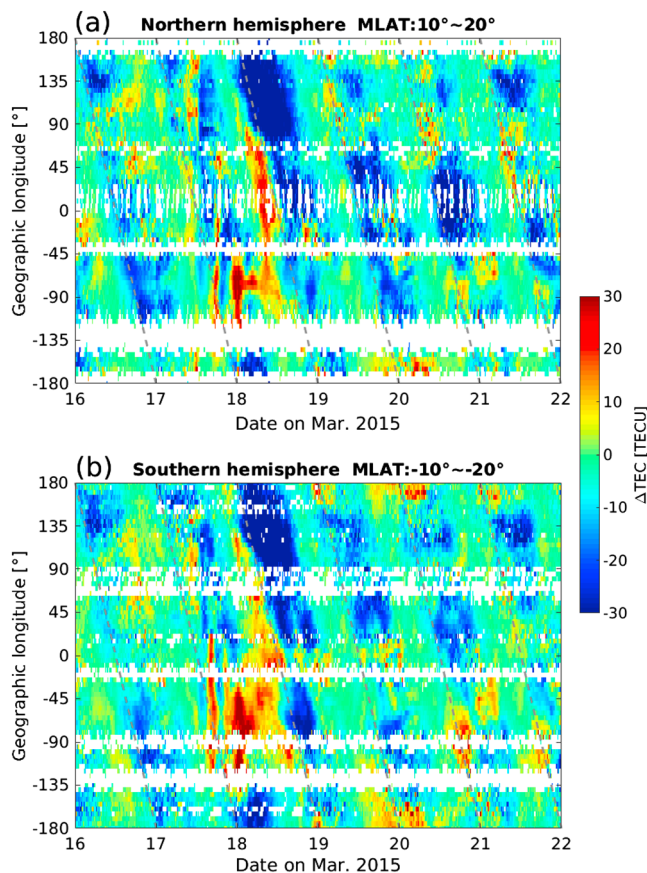 (a) Northern hemisphere MLAT:10°~20°
180
135
90
45
0
-45
-90
-135
-180
Geographic longitude [°]
16 17 18 19 20 21 22
Date on Mar. 2015
(b) Southern hemisphere MLAT:-10°~-20°
180
135
90
45
0
-45
-90
-135
-180
Geographic longitude [°]
16 17 18 19 20 21 22
Date on Mar. 2015
30
20
10
0
-10
-20
-30
ΔTEC [TECU]